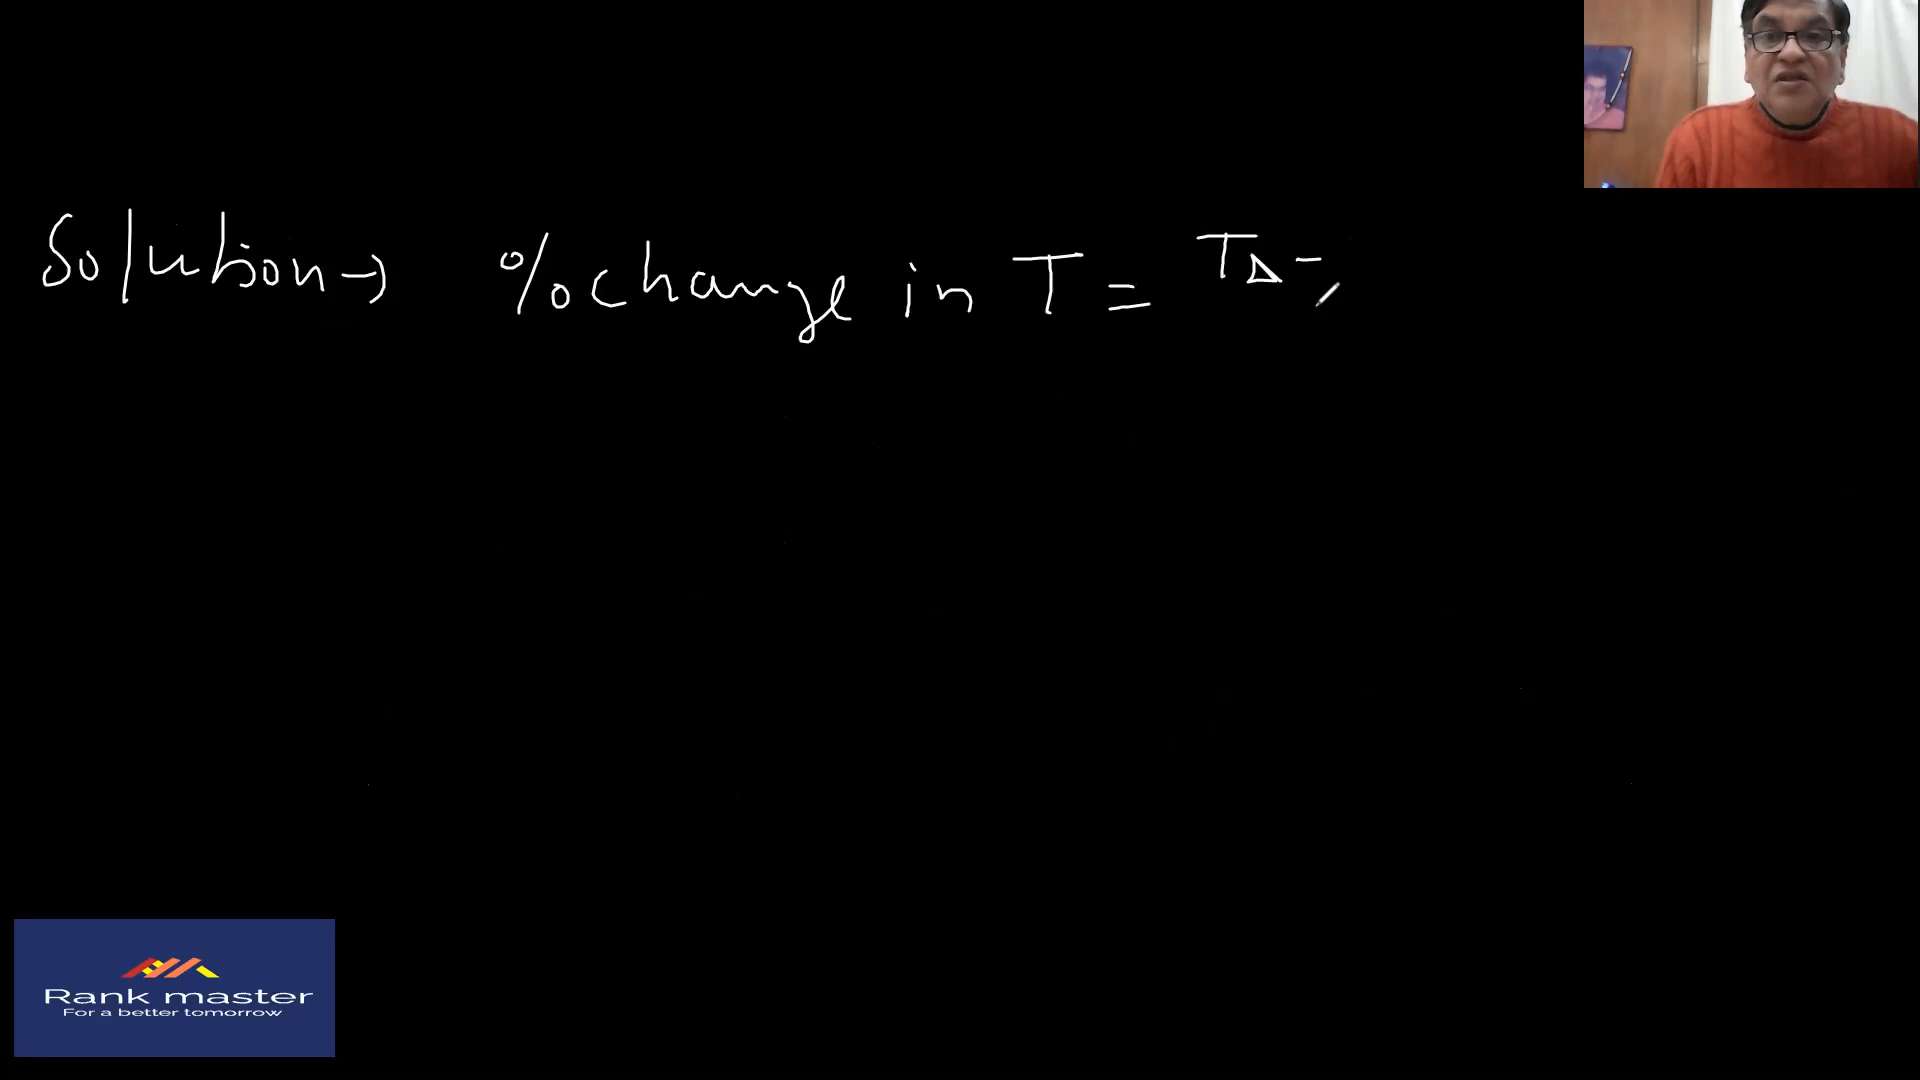 Solution → % change in T = TΔ -
Rank master
For a better tomorrow